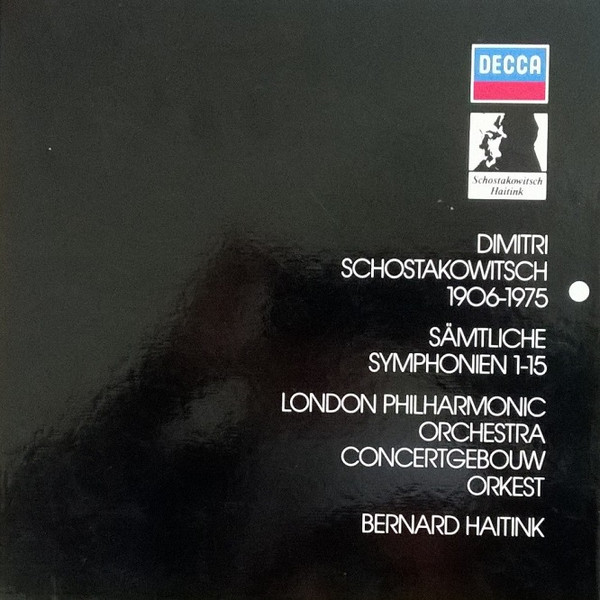 DECCA
Schostakowitsch
Haitink
DIMITRI
SCHOSTAKOWITSCH
1906-1975
SÄMTLICHE
SYMPHONIEN 1-15
LONDON PHILHARMONIC
ORCHESTRA
CONCERTGEBOUW
ORKEST
BERNARD HAITINK